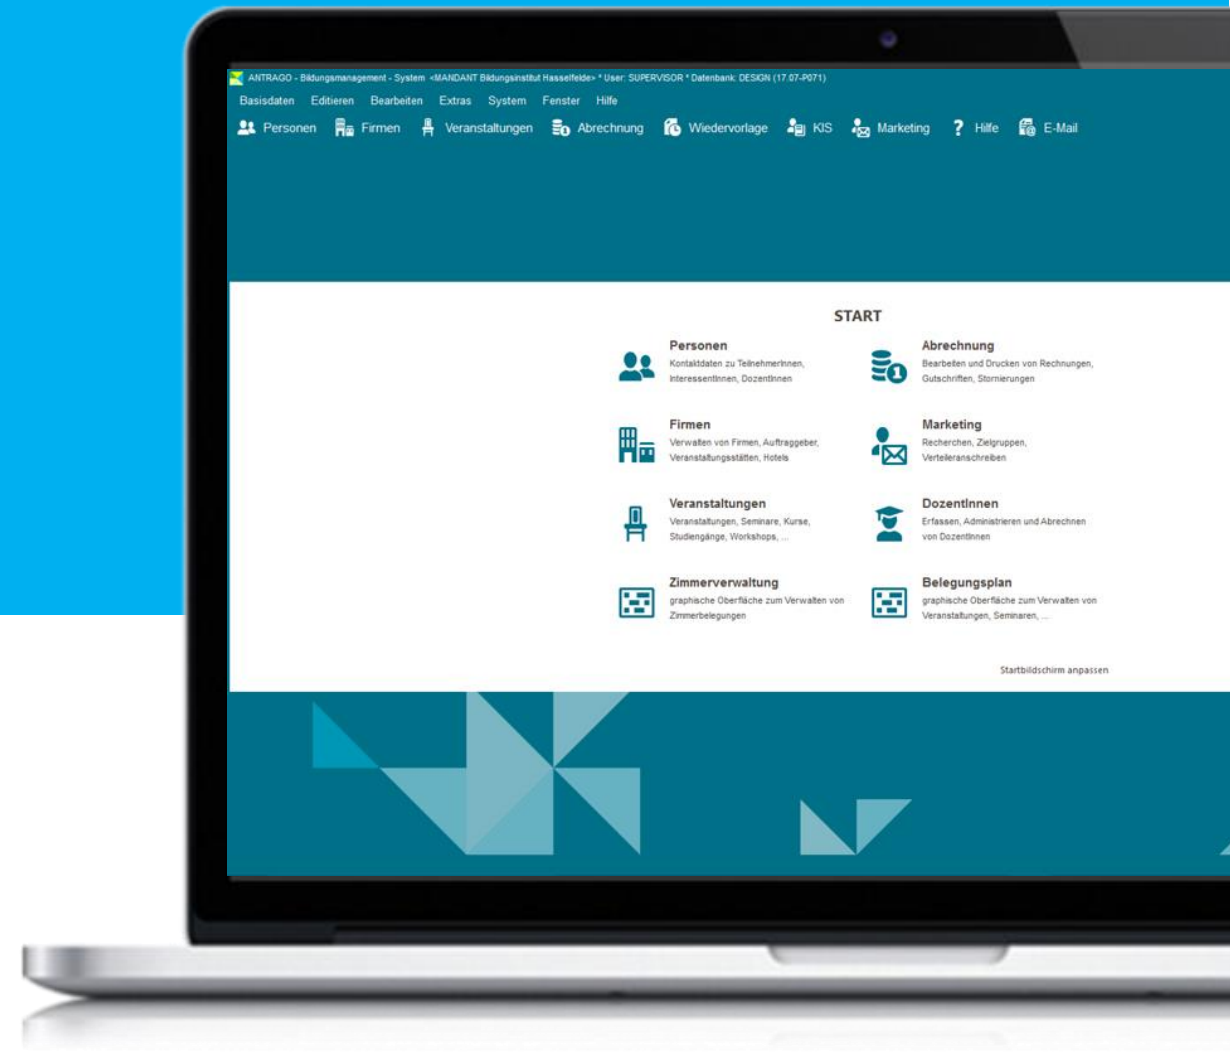 ANTRAGO - Bildungsmanagement - System <MANDANT Bildungsinstitut Hasselfelde> * User: SUPERVISOR * Datenbank: DESIGN (17.07-P071)
Basisdaten Editieren Bearbeiten Extras System Fenster Hilfe
Personen Firmen Veranstaltungen Abrechnung Wiedervorlage KIS Marketing ? Hilfe E-Mail
START
Personen
Kontaktdaten zu TeilnehmerInnen,
InteressentInnen, DozentInnen
Abrechnung
Bearbeiten und Drucken von Rechnungen,
Gutschriften, Stornierungen
Firmen
Verwalten von Firmen, Auftraggeber,
Veranstaltungsstätten, Hotels
Marketing
Recherchen, Zielgruppen,
Verteileranschreiben
Veranstaltungen
Veranstaltungen, Seminare, Kurse,
Studiengänge, Workshops, ...
DozentInnen
Erfassen, Administrieren und Abrechnen
von DozentInnen
Zimmerverwaltung
graphische Oberfläche zum Verwalten von
Zimmerbelegungen
Belegungsplan
graphische Oberfläche zum Verwalten von
Veranstaltungen, Seminaren, ...
Startbildschirm anpassen